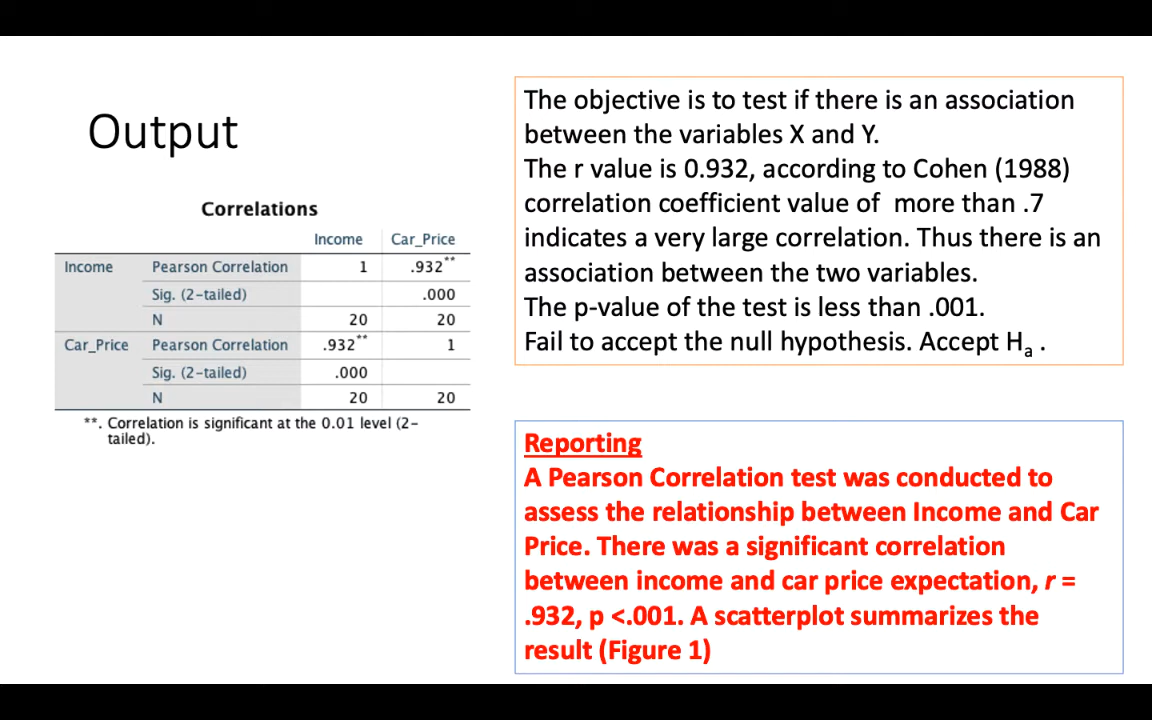 Output
Correlations
Income Car_Price
Income Pearson Correlation 1 .932**
Sig. (2-tailed) .000
N 20 20
Car_Price Pearson Correlation .932** 1
Sig. (2-tailed) .000
N 20 20
**. Correlation is significant at the 0.01 level (2-
tailed).
The objective is to test if there is an association
between the variables X and Y.
The r value is 0.932, according to Cohen (1988)
correlation coefficient value of more than .7
indicates a very large correlation. Thus there is an
association between the two variables.
The p-value of the test is less than .001.
Fail to accept the null hypothesis. Accept Ha .
Reporting
A Pearson Correlation test was conducted to
assess the relationship between Income and Car
Price. There was a significant correlation
between income and car price expectation, r =
.932, p <.001. A scatterplot summarizes the
result (Figure 1)